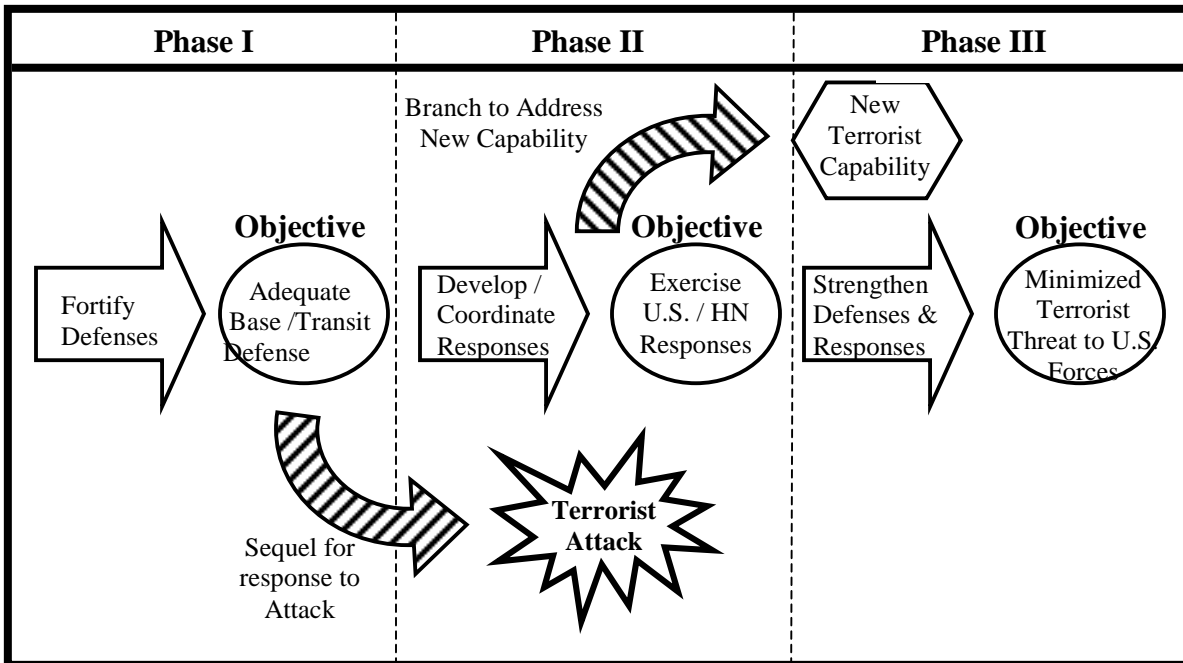 Phase I
Phase II
Phase III
Branch to Address
New Capability
New
Terrorist
Capability
Objective
Objective
Objective
Fortify
Defenses
Adequate
Base /Transit
Defense
Develop /
Coordinate
Responses
Exercise
U.S. / HN
Responses
Strengthen
Defenses &
Responses
Minimized
Terrorist
Threat to U.S.
Forces
Sequel for
response to
Attack
Terrorist
Attack